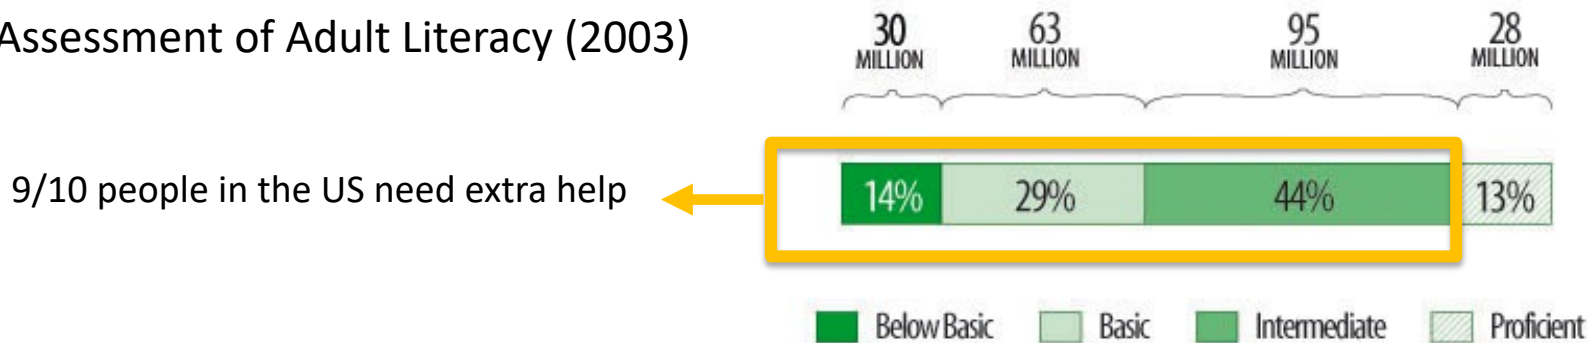 Assessment of Adult Literacy (2003)
30 63 95 28
MILLION MILLION MILLION MILLION
9/10 people in the US need extra help
14% 29% 44% 13%
Below Basic Basic Intermediate Proficient